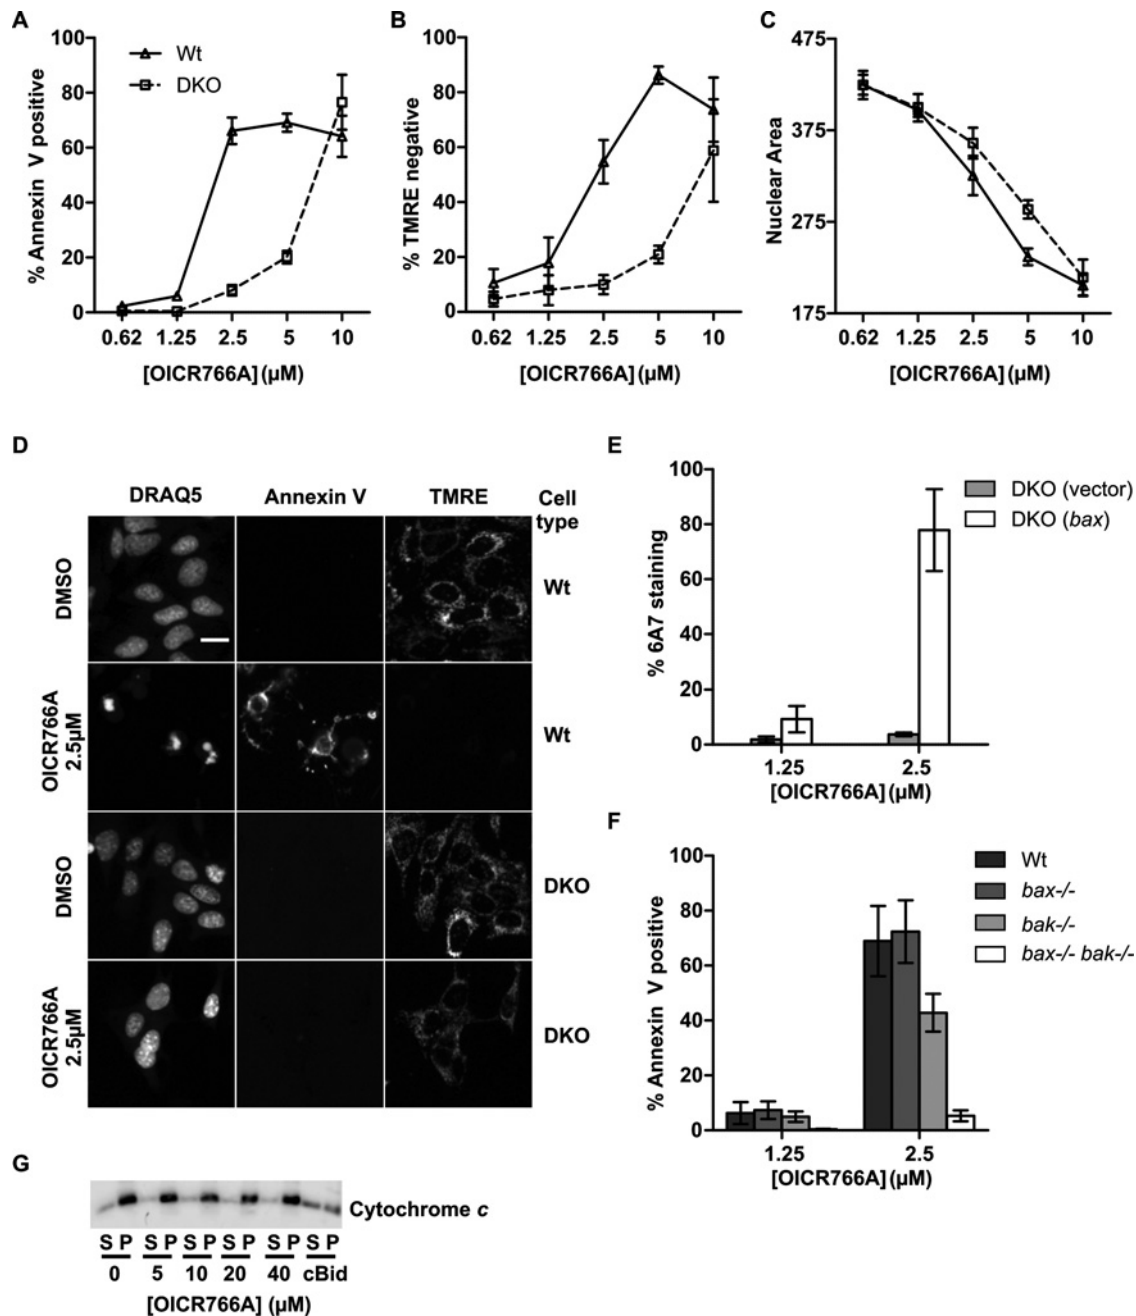 A
100
80
60
40
20
0
% Annexin V positive
Wt
DKO
0.62 1.25 2.5 5 10
[OICR766A] (µM)
B
100
80
60
40
20
0
% TMRE negative
0.62 1.25 2.5 5 10
[OICR766A] (µM)
C
475
375
275
175
Nuclear Area
0.62 1.25 2.5 5 10
[OICR766A] (µM)
D
DRAQ5 Annexin V TMRE Cell type
DMSO Wt
OICR766A 2.5µM Wt
DMSO DKO
OICR766A 2.5µM DKO
E
100
80
60
40
20
0
% 6A7 staining
DKO (vector)
DKO (bax)
1.25 2.5
[OICR766A] (µM)
F
100
80
60
40
20
0
% Annexin V positive
Wt
bax-/-
bak-/-
bax-/- bak-/-
1.25 2.5
[OICR766A] (µM)
G
Cytochrome c
S P S P S P S P S P S P
0 5 10 20 40 cBid
[OICR766A] (µM)